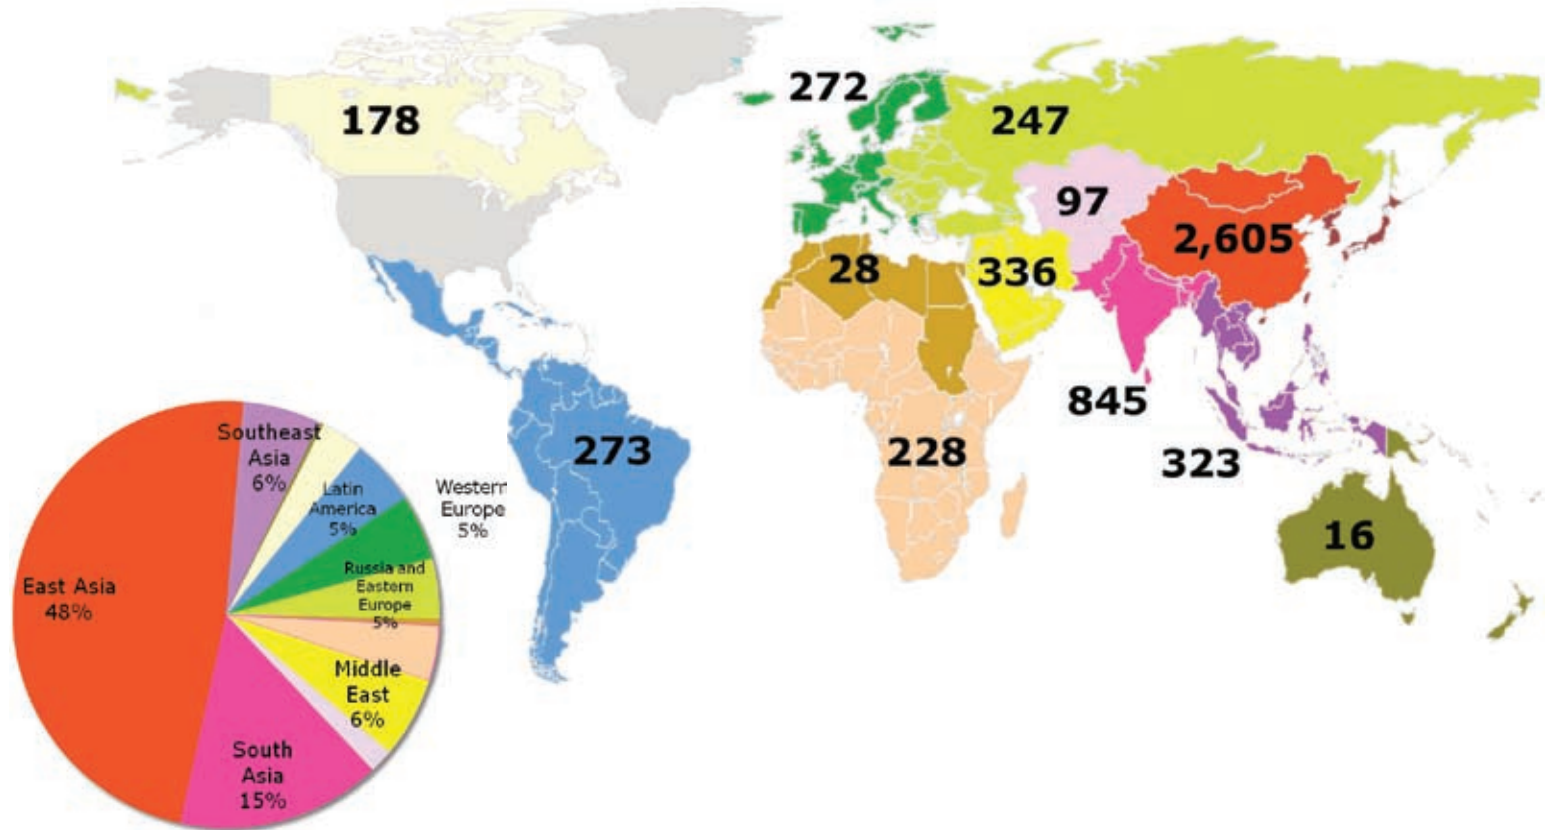 178
272
247
97
2,605
28
336
845
273
228
323
16
Southeast
Asia
6%
Latin
America
5%
Western
Europe
5%
East Asia
48%
Russia and
Eastern
Europe
5%
Middle
East
6%
South
Asia
15%